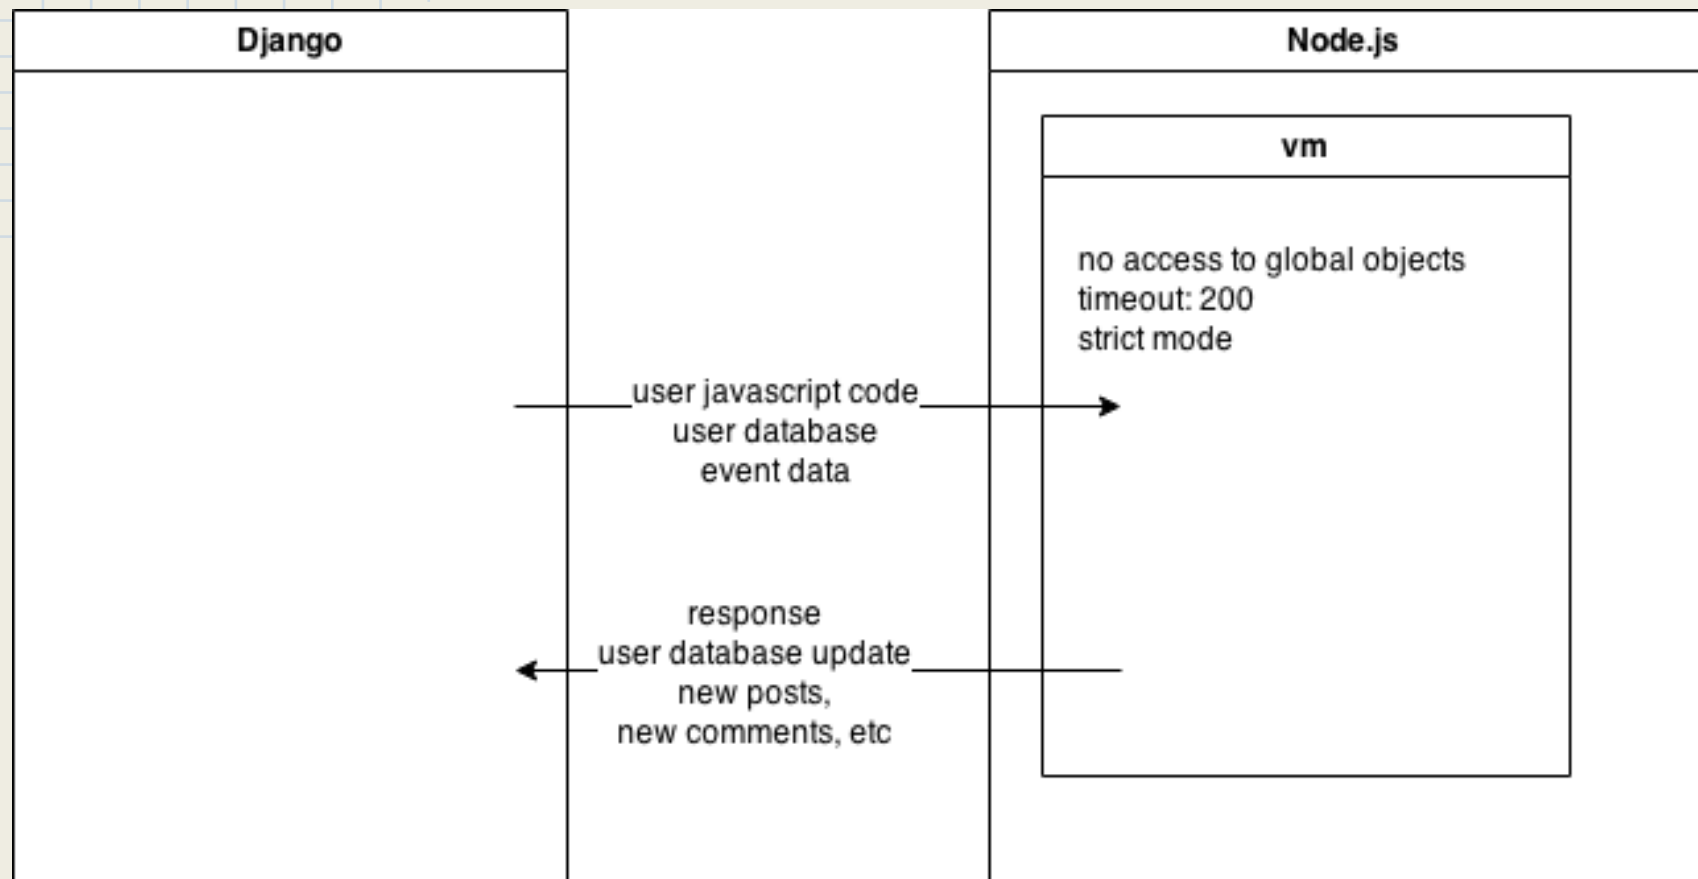 Django
Node.js
vm
no access to global objects
timeout: 200
strict mode
user javascript code
user database
event data
response
user database update
new posts,
new comments, etc